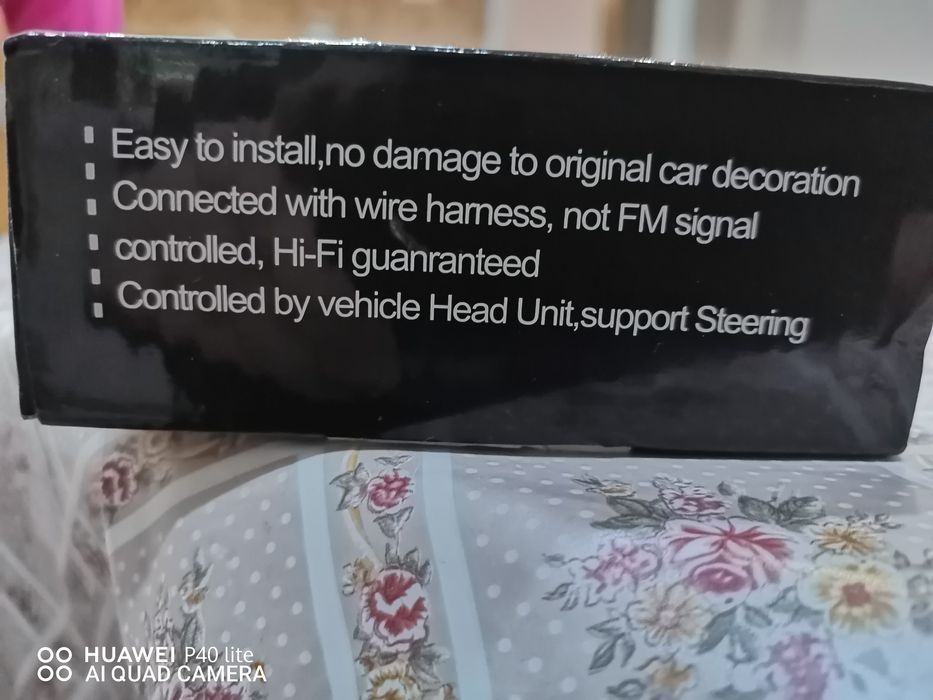 Easy to install,no damage to original car decoration
Connected with wire harness, not FM signal
controlled, Hi-Fi guanranteed
Controlled by vehicle Head Unit,support Steering
HUAWEI P40 lite
AI QUAD CAMERA